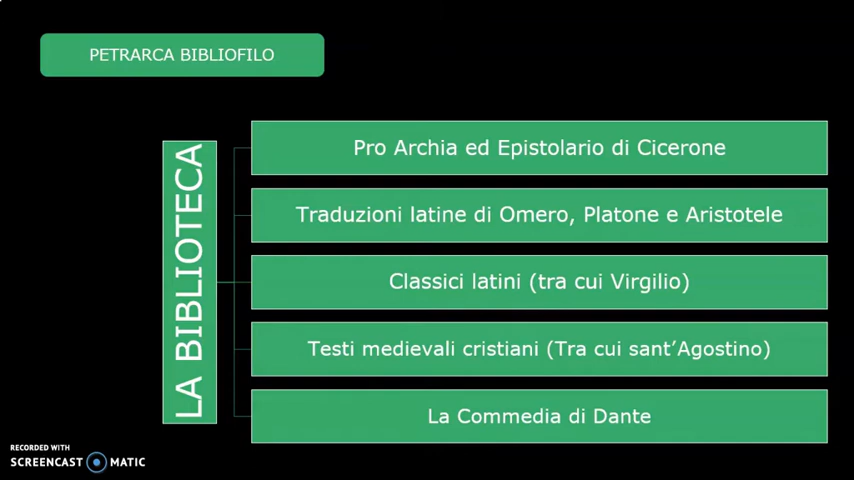 PETRARCA BIBLIOFILO
LA BIBLIOTECA
Pro Archia ed Epistolario di Cicerone
Traduzioni latine di Omero, Platone e Aristotele
Classici latini (tra cui Virgilio)
Testi medievali cristiani (Tra cui sant’Agostino)
La Commedia di Dante
RECORDED WITH
SCREENCAST MATIC